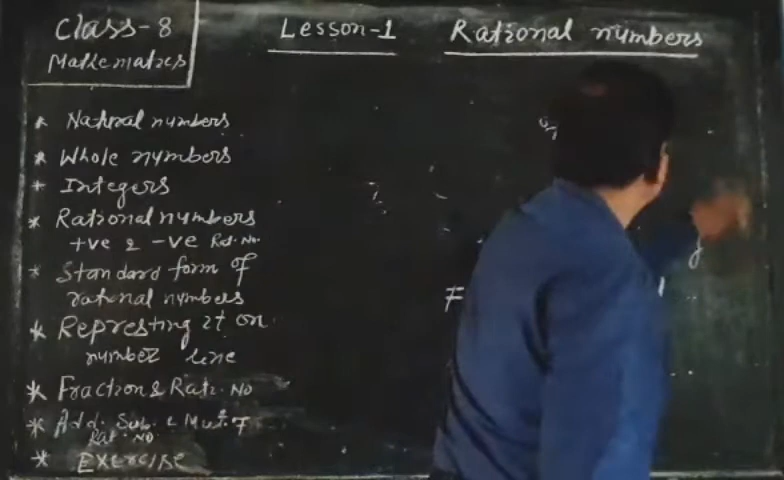 Class-8
Mathematics
Lesson-1
Rational numbers
* Natural numbers
* Whole numbers
* Integers
* Rational numbers
+ve & -ve Rat. No.
* Standard form of
rational numbers
* Represting it on
number line
* Fraction & Rati. No
* Add. Sub. & Mult. of
Rat. NO.
* EXERCISE
F